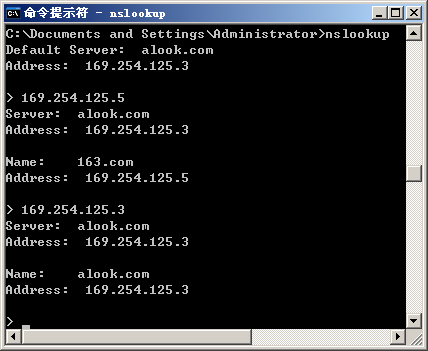 命令提示符 - nslookup
C:\Documents and Settings\Administrator>nslookup
Default Server:  alook.com
Address:  169.254.125.3
> 169.254.125.5
Server:  alook.com
Address:  169.254.125.3
Name:    163.com
Address:  169.254.125.5
> 169.254.125.3
Server:  alook.com
Address:  169.254.125.3
Name:    alook.com
Address:  169.254.125.3
>